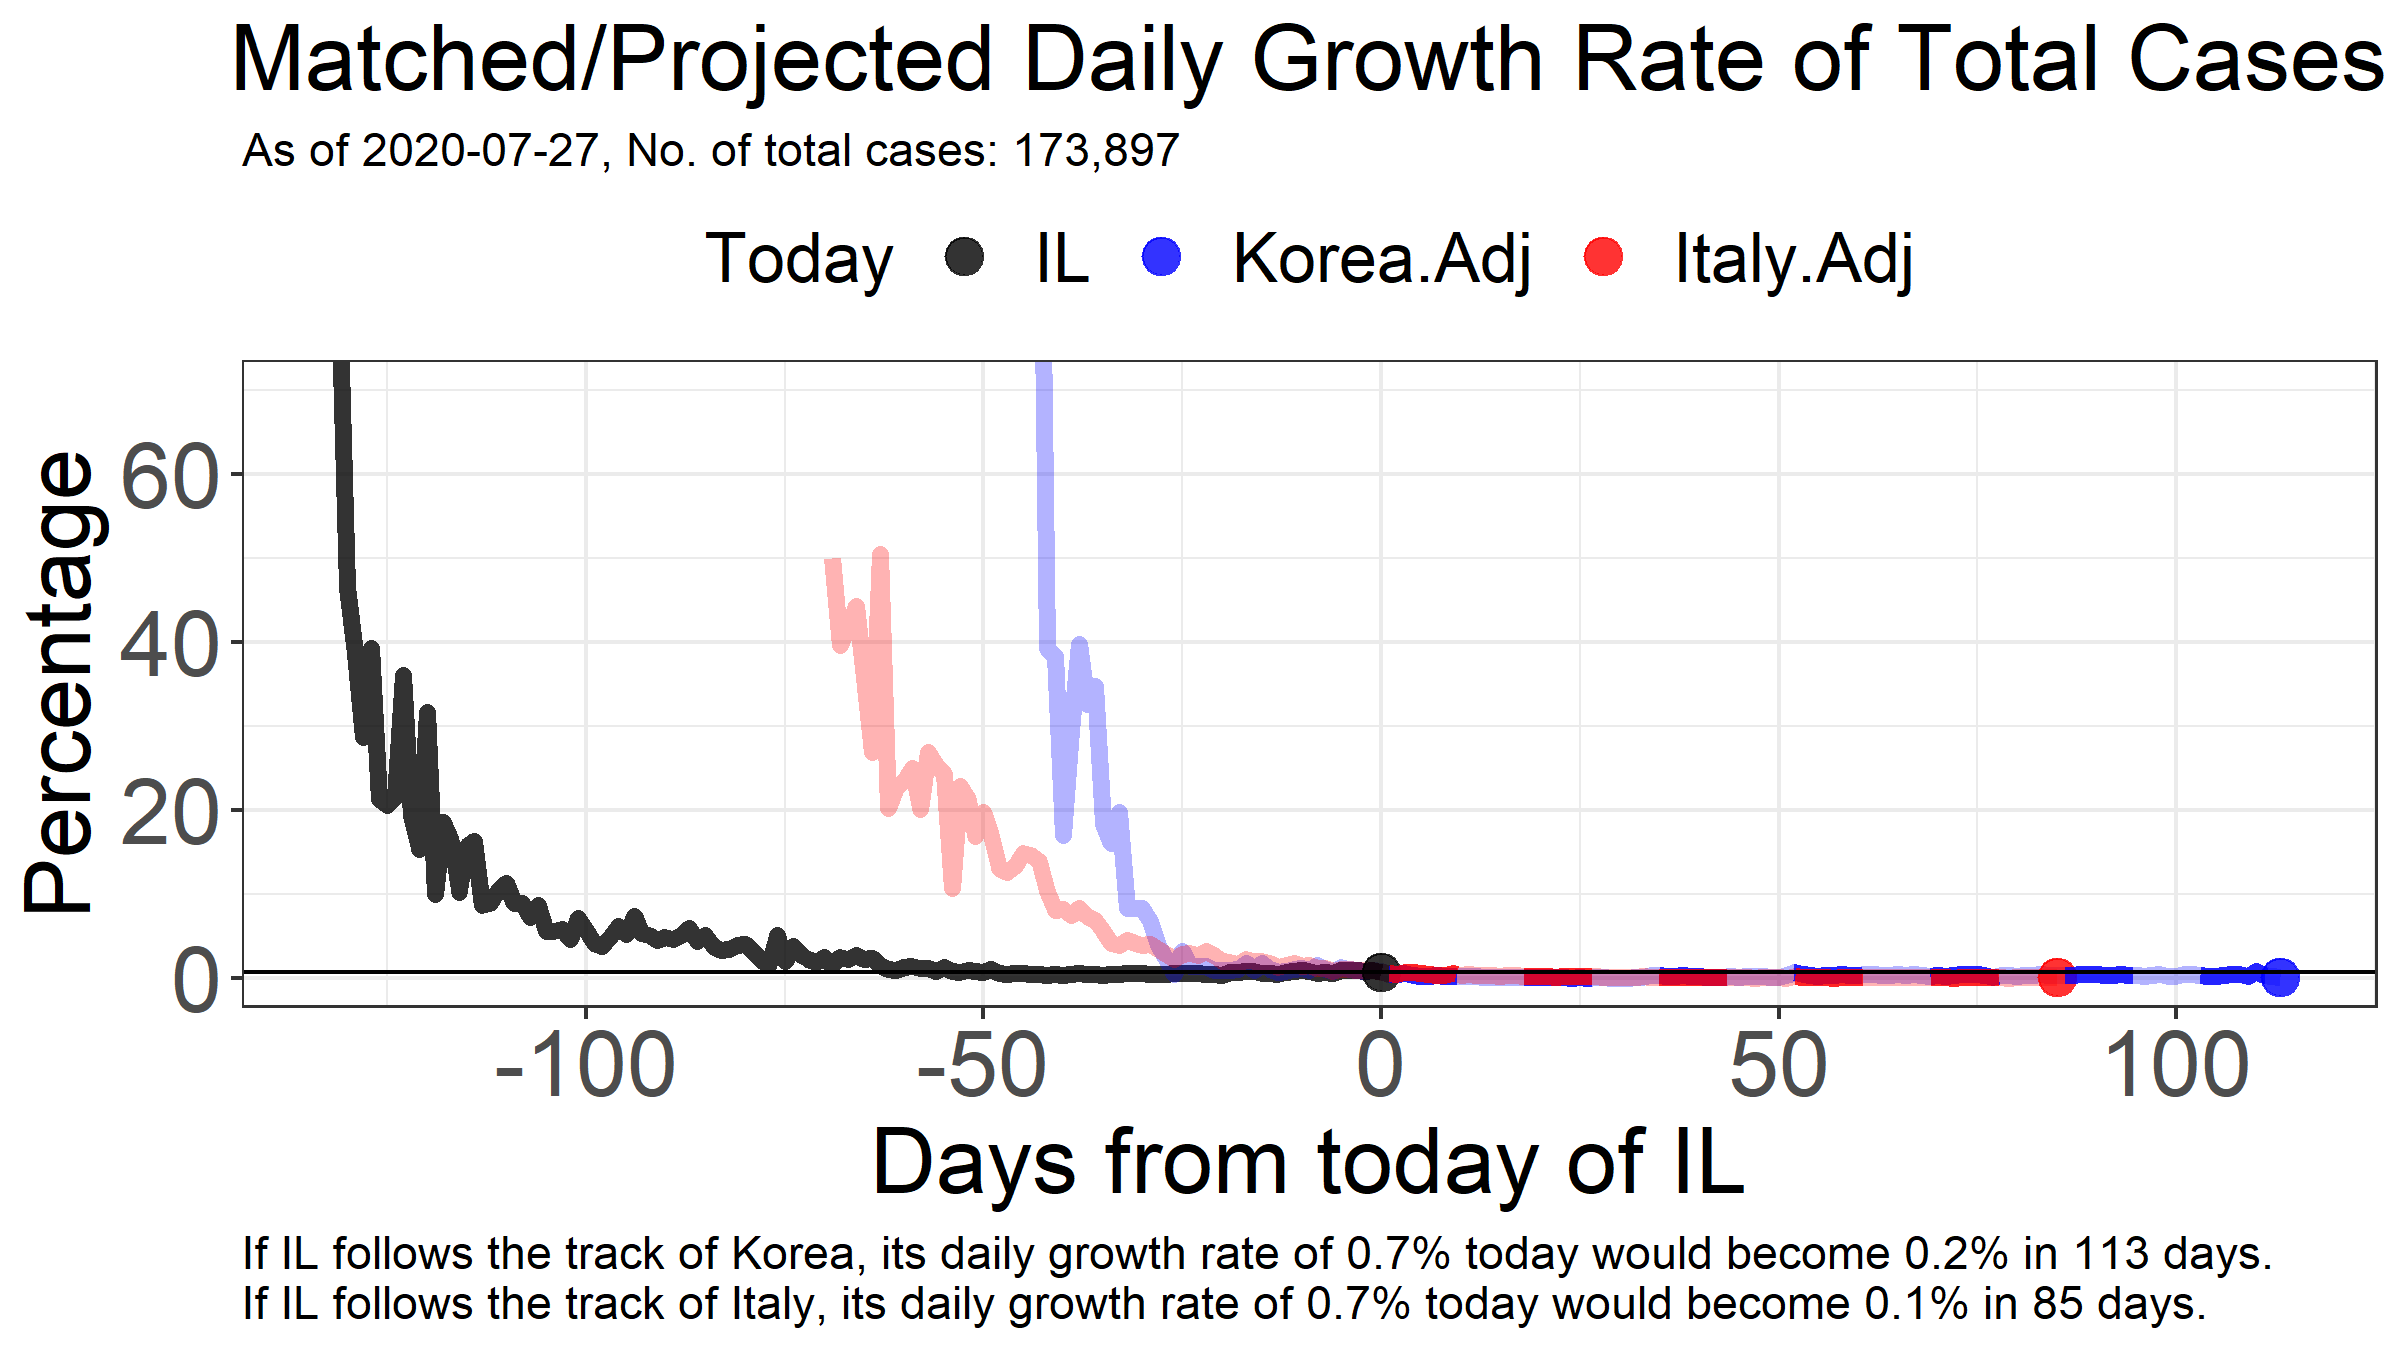 Matched/Projected Daily Growth Rate of Total Cases
As of 2020-07-27, No. of total cases: 173,897
Today IL Korea.Adj Italy.Adj
Percentage
60
40
20
0
-100 -50 0 50 100
Days from today of IL
If IL follows the track of Korea, its daily growth rate of 0.7% today would become 0.2% in 113 days.
If IL follows the track of Italy, its daily growth rate of 0.7% today would become 0.1% in 85 days.